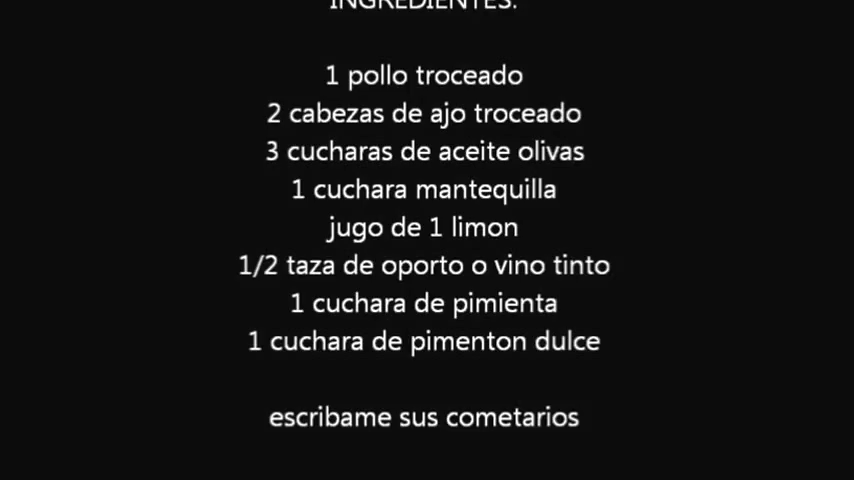 INGREDIENTES:
1 pollo troceado
2 cabezas de ajo troceado
3 cucharas de aceite olivas
1 cuchara mantequilla
jugo de 1 limon
1/2 taza de oporto o vino tinto
1 cuchara de pimienta
1 cuchara de pimenton dulce
escribame sus cometarios